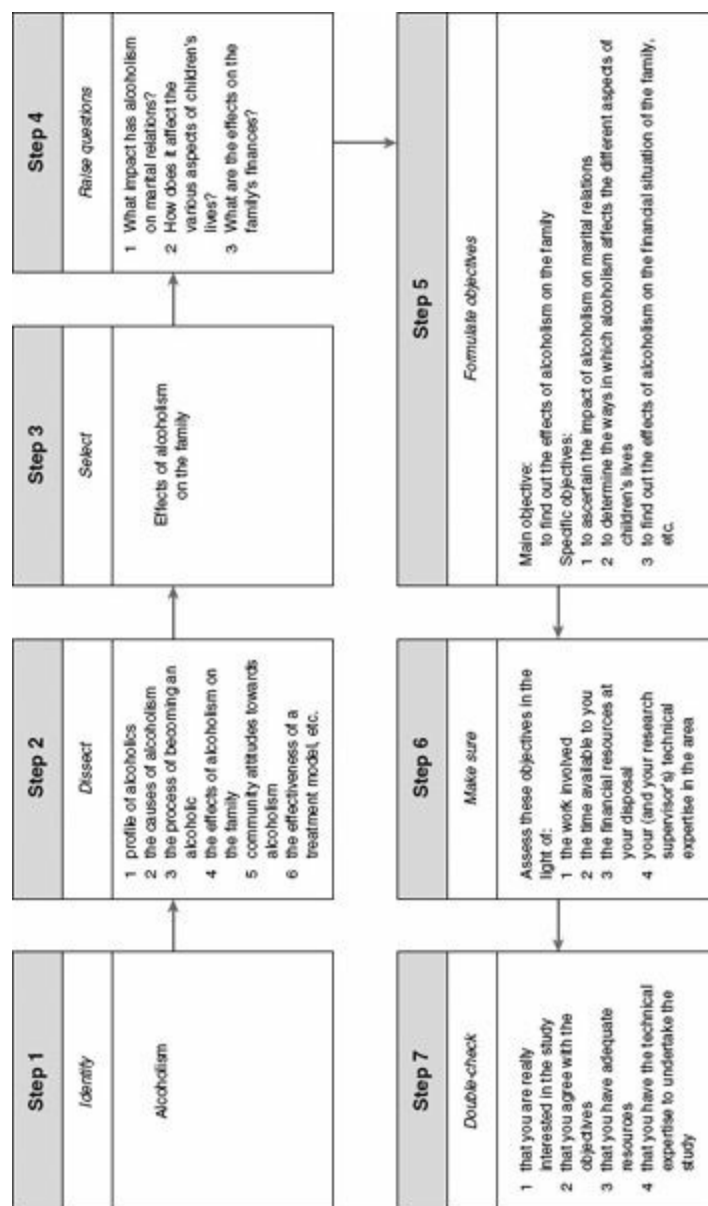 Step 1
Identify
Alcoholism
Step 2
Dissect
1 profile of alcoholics
2 the causes of alcoholism
3 the process of becoming an
alcoholic
4 the effects of alcoholism on
the family
5 community attitudes towards
alcoholism
6 the effectiveness of a
treatment model, etc.
Step 3
Select
Effects of alcoholism
on the family
Step 4
Raise questions
1 What impact has alcoholism
on marital relations?
2 How does it affect the
various aspects of children's
lives?
3 What are the effects on the
family's finances?
Step 5
Formulate objectives
Main objective:
to find out the effects of alcoholism on the family
Specific objectives:
1 to ascertain the impact of alcoholism on marital relations
2 to determine the ways in which alcoholism affects the different aspects of
children's lives
3 to find out the effects of alcoholism on the financial situation of the family,
etc.
Step 6
Make sure
Assess these objectives in the
light of:
1 the work involved
2 the time available to you
3 the financial resources at
your disposal
4 your (and your research
supervisor's) technical
expertise in the area
Step 7
Double-check
1 that you are really
interested in the study
2 that you agree with the
objectives
3 that you have adequate
resources
4 that you have the technical
expertise to undertake the
study